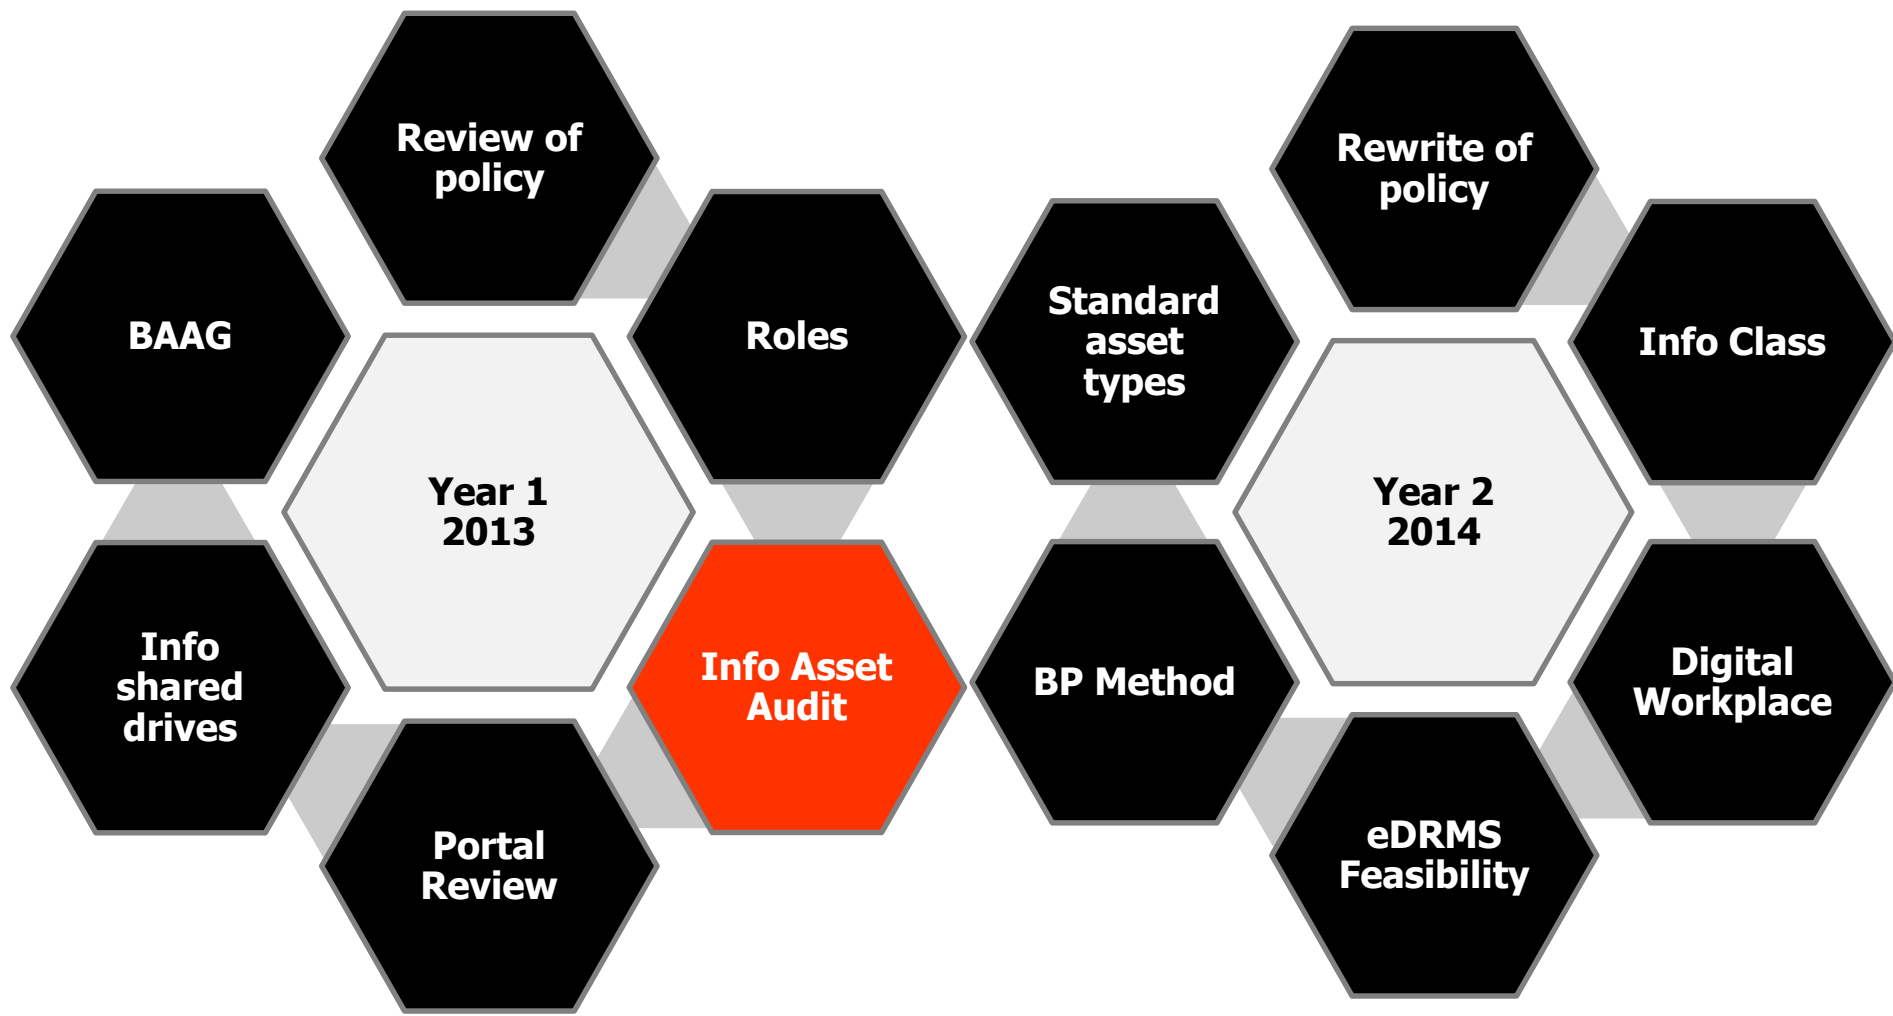 Review of
policy
Roles
Info Asset
Audit
Portal
Review
Info
shared
drives
BAAG
Year 1
2013
Rewrite of
policy
Info Class
Digital
Workplace
eDRMS
Feasibility
BP Method
Standard
asset
types
Year 2
2014